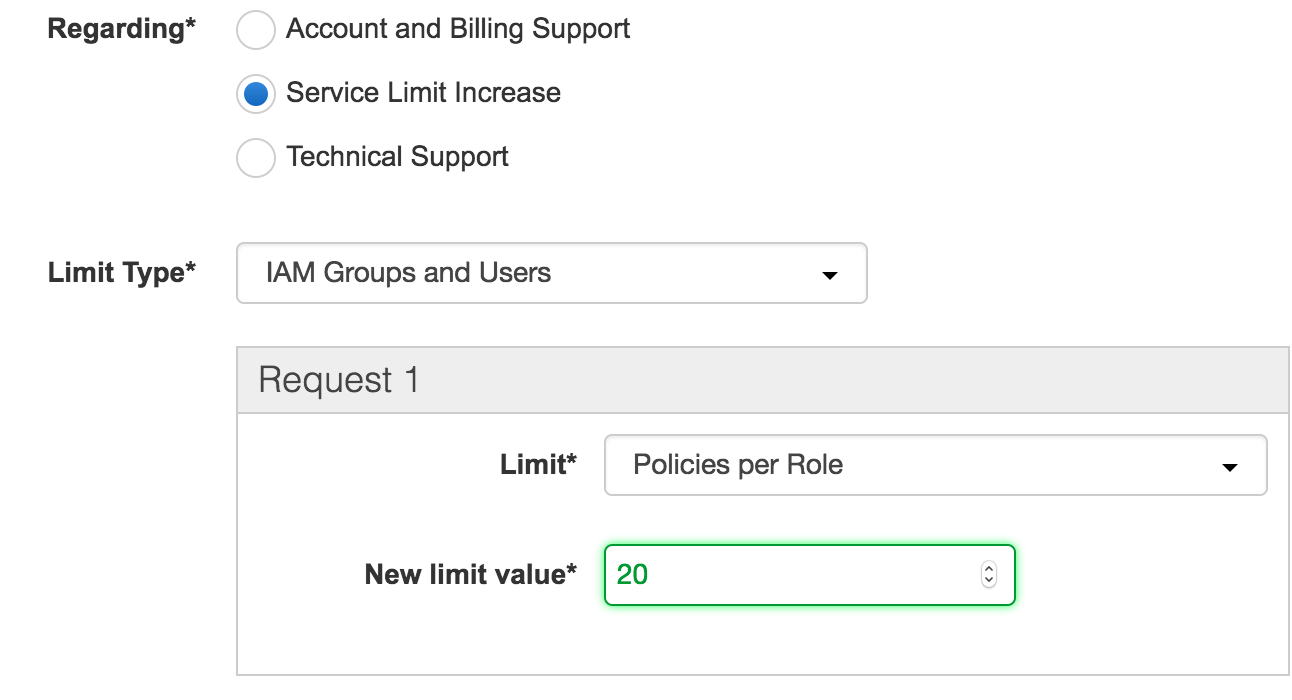 Regarding* Account and Billing Support
Service Limit Increase
Technical Support
Limit Type* IAM Groups and Users
Request 1
Limit* Policies per Role
New limit value* 20